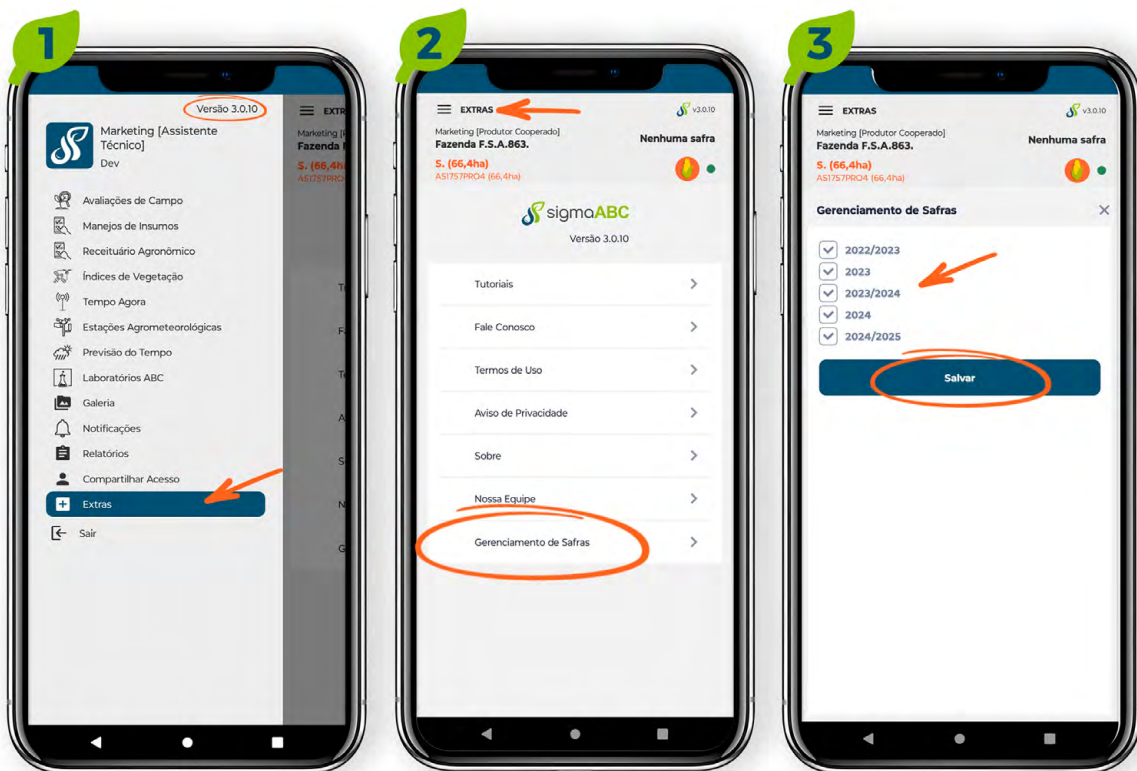 1
Versão 3.0.10
Marketing [Assistente
Técnico]
Dev
Avaliações de Campo
Manejos de Insumos
Receituário Agronômico
Índices de Vegetação
Tempo Agora
Estações Agrometeorológicas
Previsão do Tempo
Laboratórios ABC
Galeria
Notificações
Relatórios
Compartilhar Acesso
Extras
Sair
2
EXTRAS
v3.0.10
Marketing [Produtor Cooperado]
Fazenda F.S.A.863.
Nenhuma safra
S. (66,4ha)
AS1757PRO4 (66,4ha)
sigmaABC
Versão 3.0.10
Tutoriais
Fale Conosco
Termos de Uso
Aviso de Privacidade
Sobre
Nossa Equipe
Gerenciamento de Safras
3
EXTRAS
v3.0.10
Marketing [Produtor Cooperado]
Fazenda F.S.A.863.
Nenhuma safra
S. (66,4ha)
AS1757PRO4 (66,4ha)
Gerenciamento de Safras
2022/2023
2023
2023/2024
2024
2024/2025
Salvar